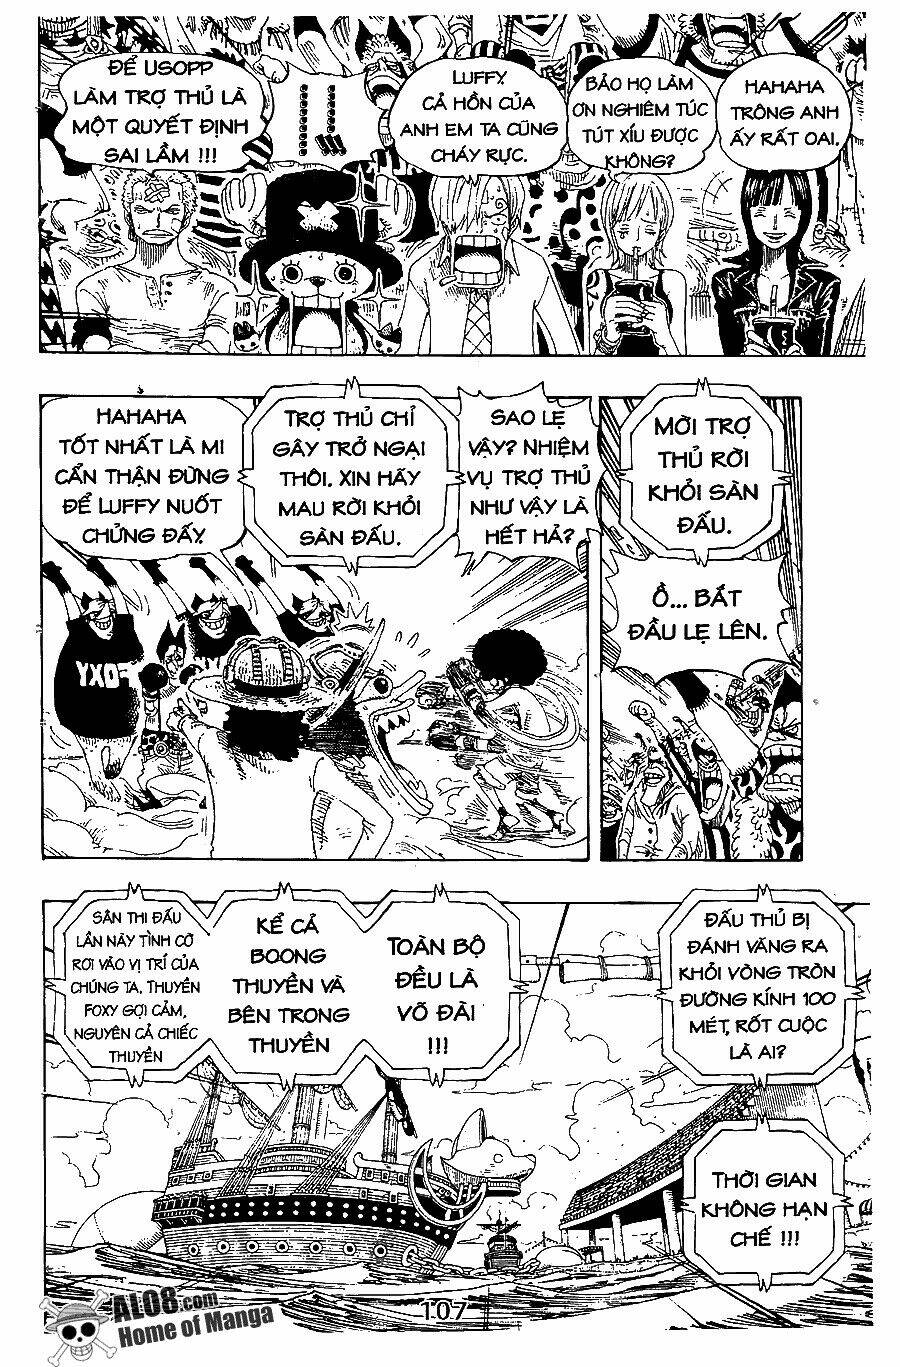 ĐỂ USOPP
LÀM TRỢ THỦ LÀ
MỘT QUYẾT ĐỊNH
SAI LẦM !!!
LUFFY,
CẢ HỒN CỦA
ANH EM TA CŨNG
CHÁY RỰC.
BẢO HỌ LÀM
ƠN NGHIÊM TÚC
TÚT XÍU ĐƯỢC
KHÔNG?
HAHAHA
TRÔNG ANH
ẤY RẤT OAI.
HAHAHA
TỐT NHẤT LÀ MI
CẨN THẬN ĐỪNG
ĐỂ LUFFY NUỐT
CHỬNG ĐẤY.
TRỢ THỦ CHỈ
GÂY TRỞ NGẠI
THÔI. XIN HÃY
MAU RỜI KHỎI
SÀN ĐẤU.
SAO LẸ
VẬY? NHIỆM
VỤ TRỢ THỦ
NHƯ VẬY LÀ
HẾT HẢ?
MỜI TRỢ
THỦ RỜI
KHỎI SÀN
ĐẤU.
Ồ... BẮT
ĐẦU LẸ LÊN.
FOXY
SÂN THI ĐẤU
LẦN NÀY TÌNH CỜ
RƠI VÀO VỊ TRÍ CỦA
CHÚNG TA, THUYỀN
FOXY GỢI CẢM,
NGUYÊN CẢ CHIẾC
THUYỀN
KỂ CẢ
BOONG
THUYỀN VÀ
BÊN TRONG
THUYỀN
TOÀN BỘ
ĐỀU LÀ
VÕ ĐÀI
!!!
ĐẤU THỦ BỊ
ĐÁNH VĂNG RA
KHỎI VÒNG TRÒN
ĐƯỜNG KÍNH 100
MÉT, RỐT CUỘC
LÀ AI?
THỜI GIAN
KHÔNG HẠN
CHẾ !!!
107
ALO8.com
Home of Manga